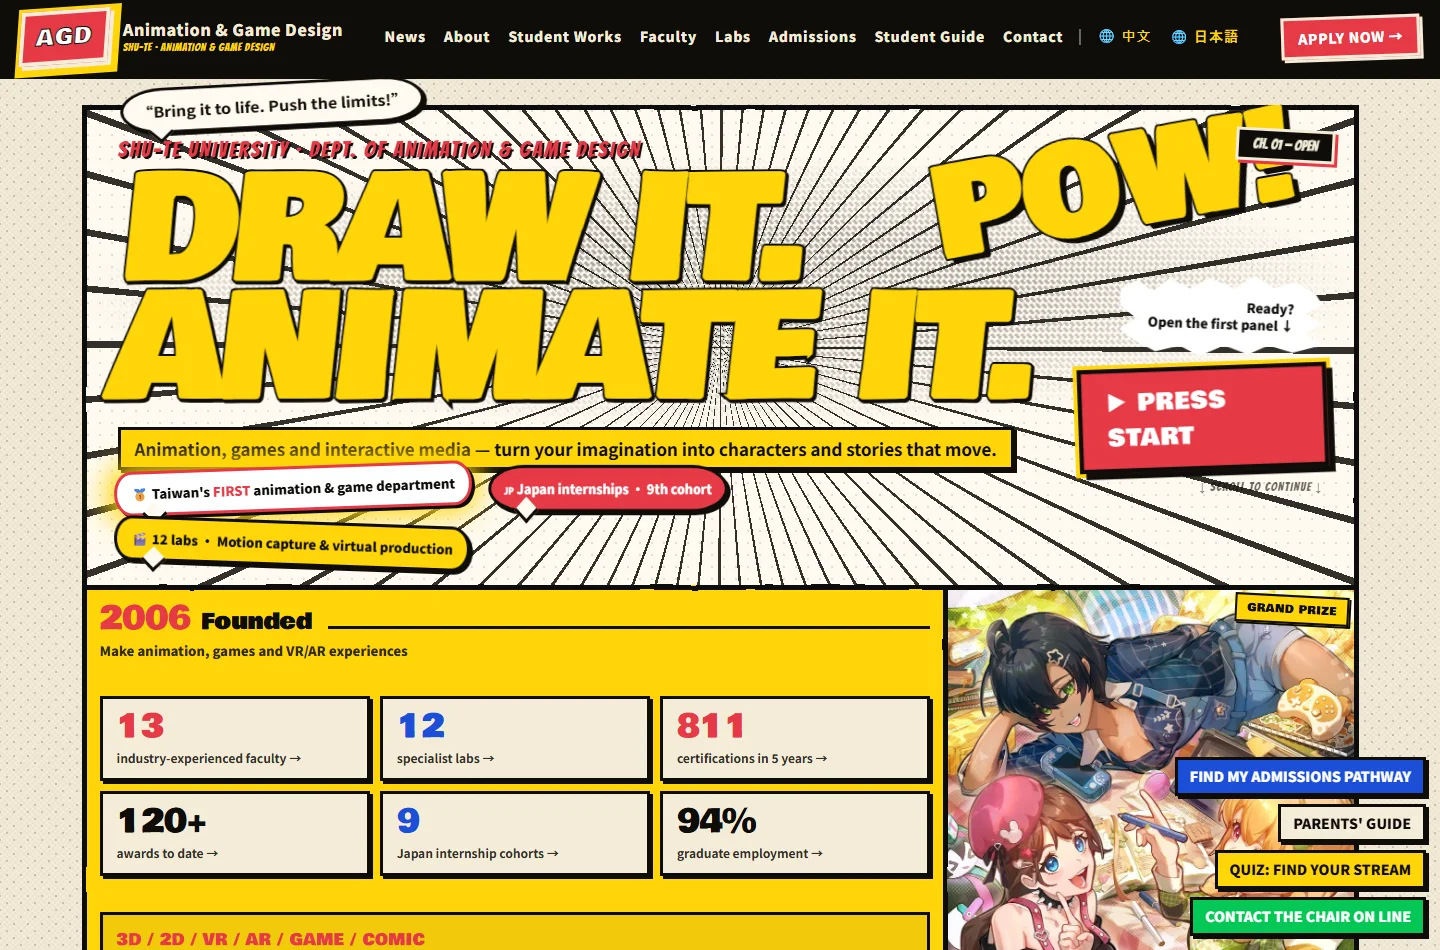 AGD
Animation & Game Design
SHU-TE · ANIMATION & GAME DESIGN
News About Student Works Faculty Labs Admissions Student Guide Contact | 中文 日本語
APPLY NOW →
“Bring it to life. Push the limits!”
SHU-TE UNIVERSITY · DEPT. OF ANIMATION & GAME DESIGN
POW!
CH. 01 — OPEN
DRAW IT.
ANIMATE IT.
Ready?
Open the first panel ↓
▶ PRESS
START
↓ SCROLL TO CONTINUE ↓
Animation, games and interactive media — turn your imagination into characters and stories that move.
Taiwan's FIRST animation & game department
JP Japan internships • 9th cohort
12 labs • Motion capture & virtual production
2006 Founded
Make animation, games and VR/AR experiences
13
industry-experienced faculty →
12
specialist labs →
811
certifications in 5 years →
120+
awards to date →
9
Japan internship cohorts →
94%
graduate employment →
3D / 2D / VR / AR / GAME / COMIC
GRAND PRIZE
FIND MY ADMISSIONS PATHWAY
PARENTS' GUIDE
QUIZ: FIND YOUR STREAM
CONTACT THE CHAIR ON LINE